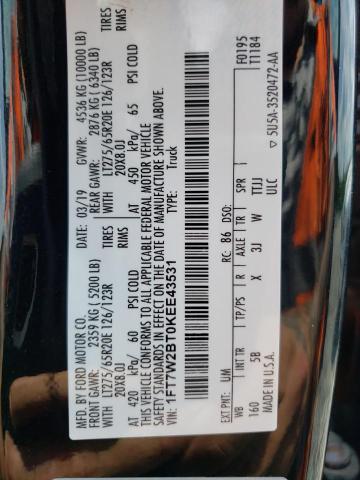 MFD. BY FORD MOTOR CO.
DATE: 03/19
GVWR: 4536 KG (10000 LB)
FRONT GAWR: 2359 KG (5200 LB)
REAR GAWR: 2876 KG (6340 LB)
WITH LT275/65R20E 126/123R TIRES
WITH LT275/65R20E 126/123R TIRES
20X8.0J RIMS
20X8.0J RIMS
AT 420 kPa/ 60 PSI COLD
AT 450 kPa/ 65 PSI COLD
THIS VEHICLE CONFORMS TO ALL APPLICABLE FEDERAL MOTOR VEHICLE
SAFETY STANDARDS IN EFFECT ON THE DATE OF MANUFACTURE SHOWN ABOVE.
VIN: 1FT7W2B10KEE43531
TYPE: Truck
F0195
T1184
EXT PNT: UM
RC: 86 DSO:
WB INT TR TP/PS R AXLE TR SPR
160 5B X 3J W TTJJ
ULC
MADE IN U.S.A.
▽ 5U5A-3520472-AA